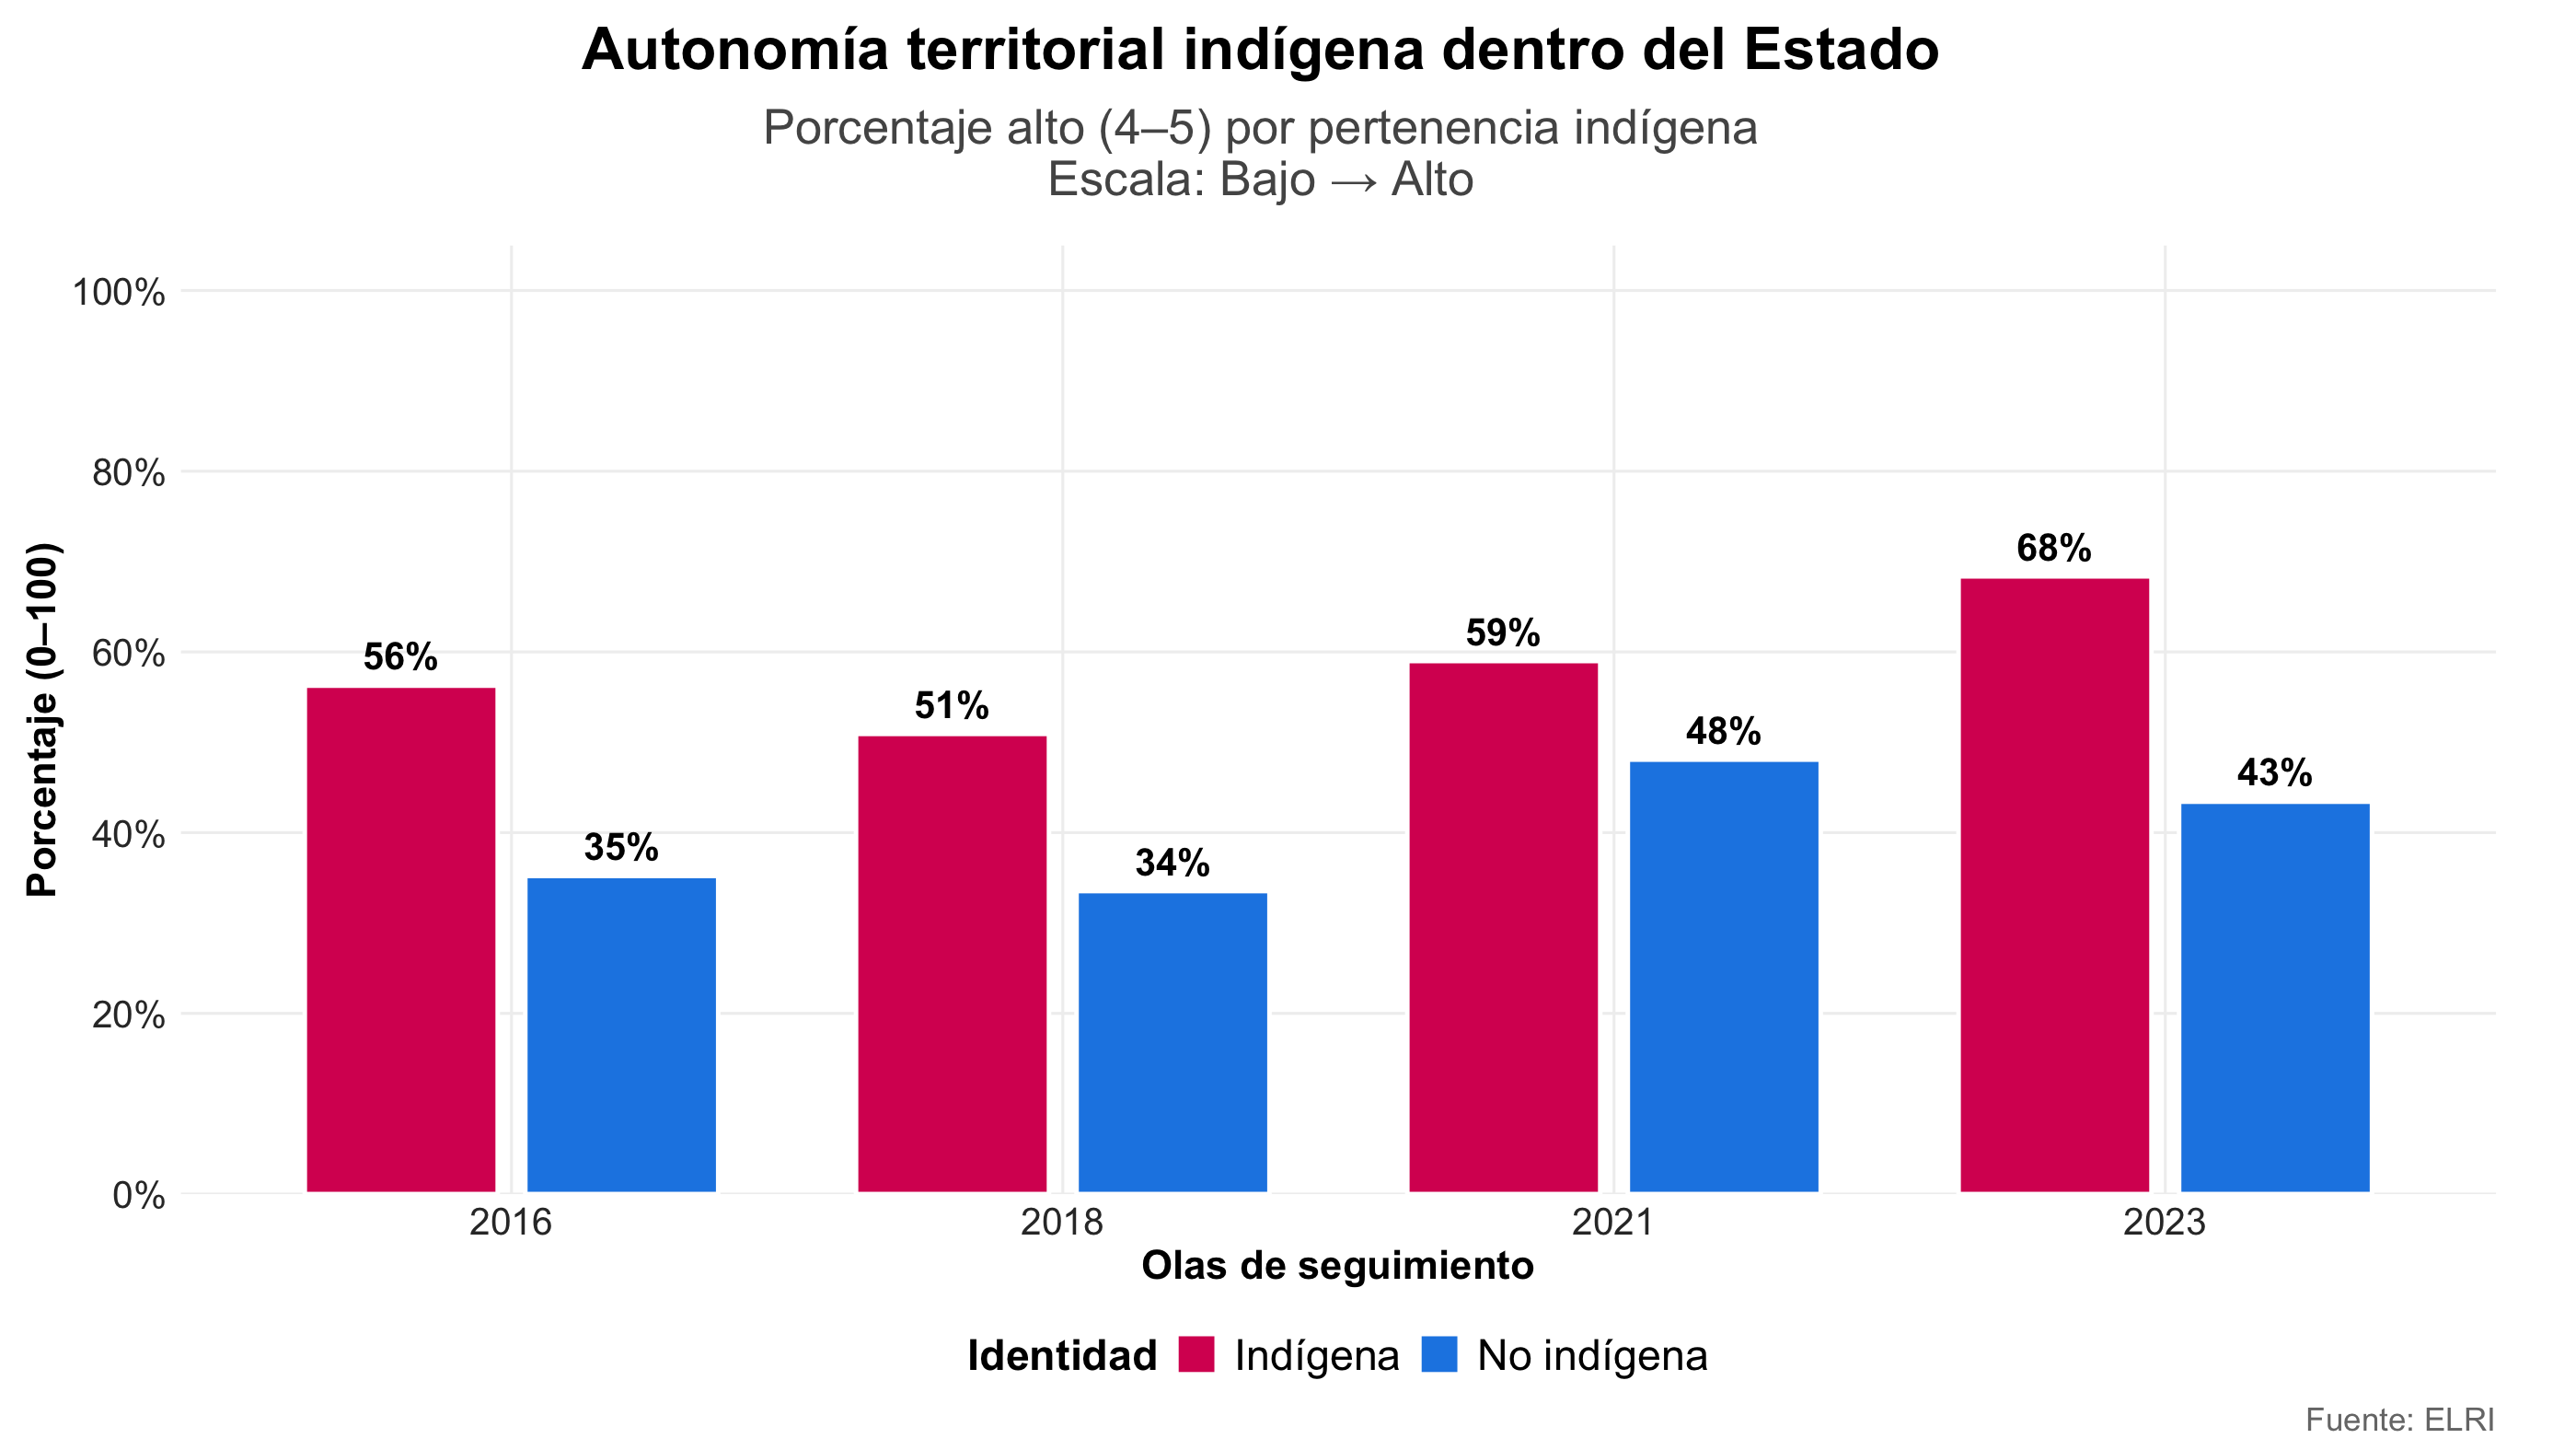 Autonomía territorial indígena dentro del Estado
Porcentaje alto (4–5) por pertenencia indígena
Escala: Bajo → Alto
Porcentaje (0–100)
100%
80%
60%
40%
20%
0%
56%
35%
51%
34%
59%
48%
68%
43%
2016
2018
2021
2023
Olas de seguimiento
Identidad Indígena No indígena
Fuente: ELRI